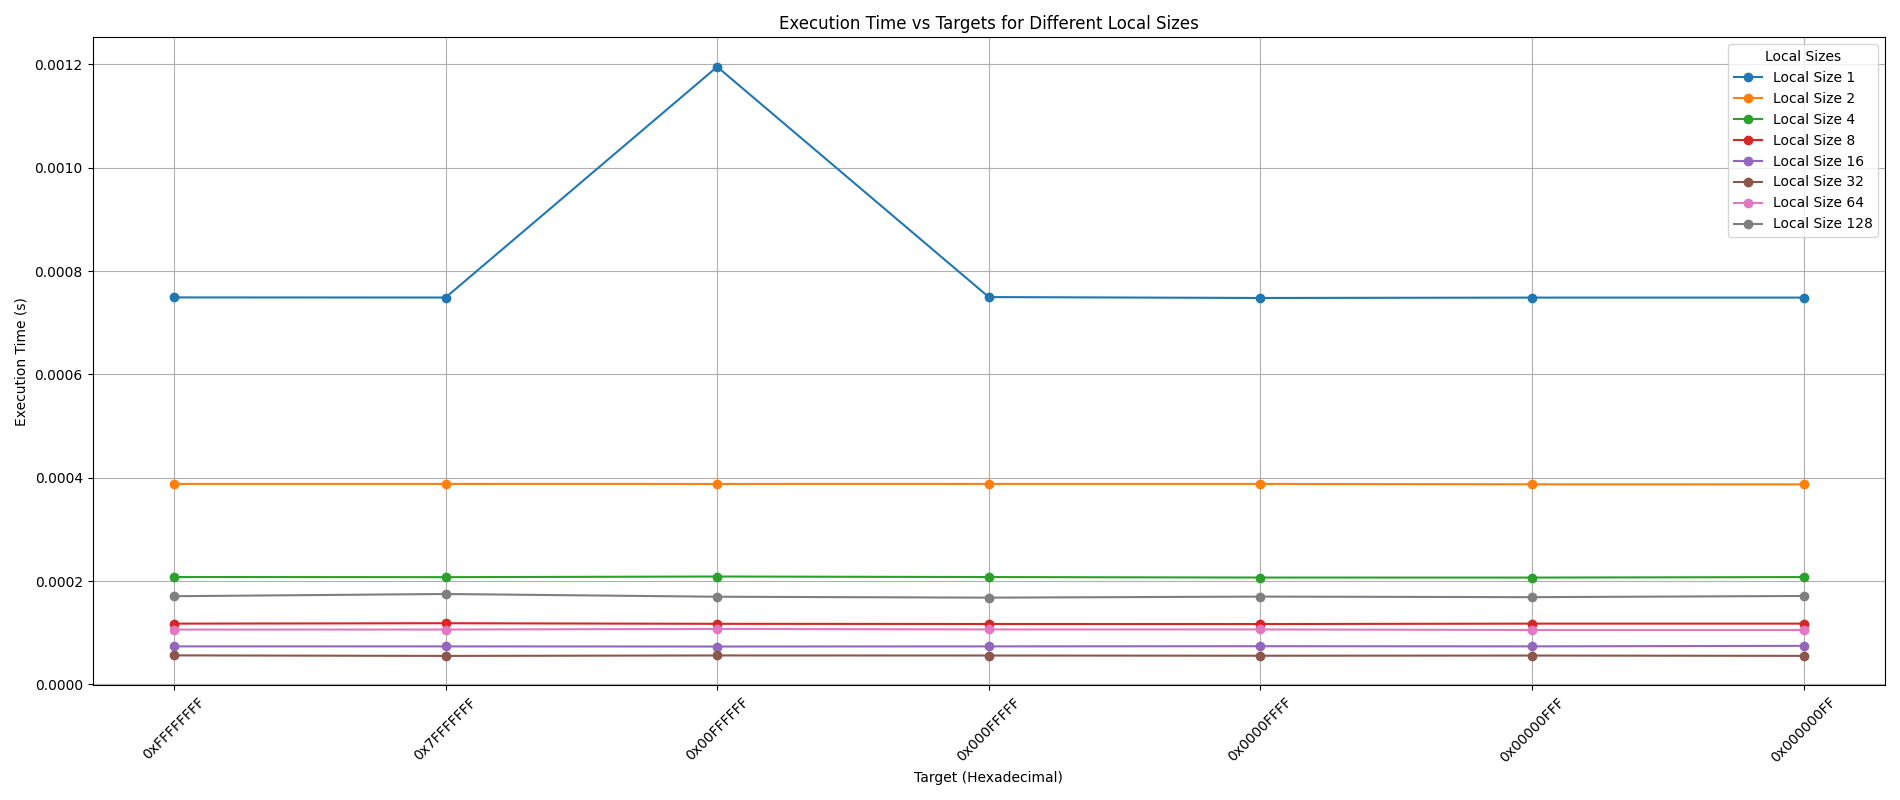 Execution Time vs Targets for Different Local Sizes
Execution Time (s)
0.0012
0.0010
0.0008
0.0006
0.0004
0.0002
0.0000
Local Sizes
Local Size 1
Local Size 2
Local Size 4
Local Size 8
Local Size 16
Local Size 32
Local Size 64
Local Size 128
0xFFFFFFFF
0x7FFFFFFF
0x00FFFFFF
0x000FFFFF
0x0000FFFF
0x00000FFF
0x000000FF
Target (Hexadecimal)